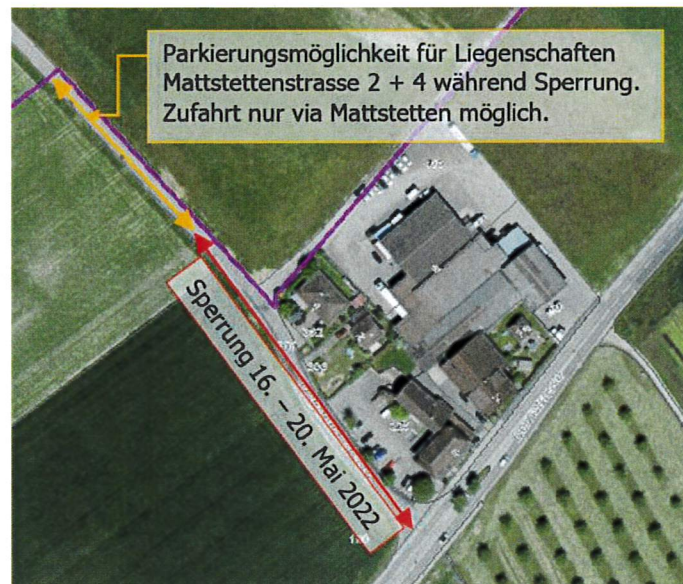 Parkierungsmöglichkeit für Liegenschaften
Mattstettenstrasse 2 + 4 während Sperrung.
Zufahrt nur via Mattstetten möglich.
Sperrung 16. – 20. Mai 2022